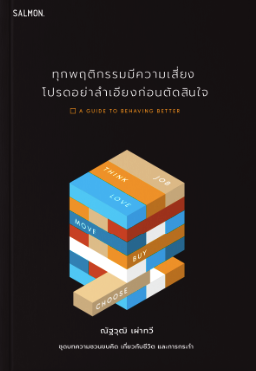 SALMON.
ทุกพฤติกรรมมีความเสี่ยง
โปรดอย่าลำเอียงก่อนตัดสินใจ
A GUIDE TO BEHAVING BETTER
THINK
JOB
LOVE
MOVE
BUY
CHOOSE
ณัฐวุฒิ เผ่าทวี
ชุดบทความชวนขบคิด เกี่ยวกับชีวิต และการกระทำ